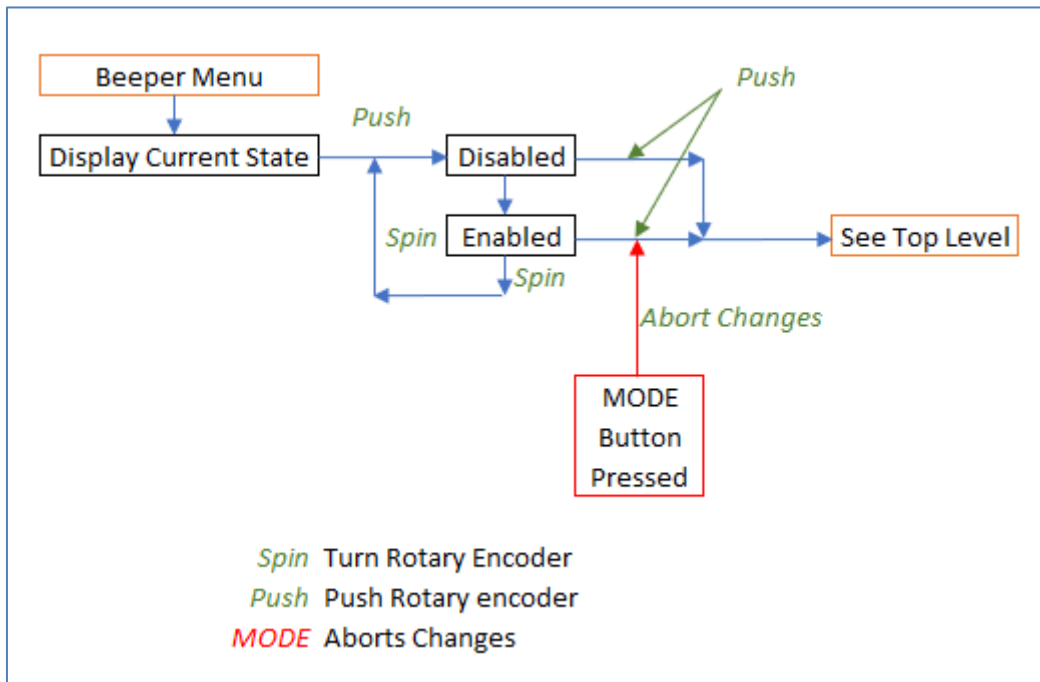 Beeper Menu
Push
Push
Display Current State
Disabled
Spin
Enabled
See Top Level
Spin
Abort Changes
MODE
Button
Pressed
Spin Turn Rotary Encoder
Push Push Rotary encoder
MODE Aborts Changes